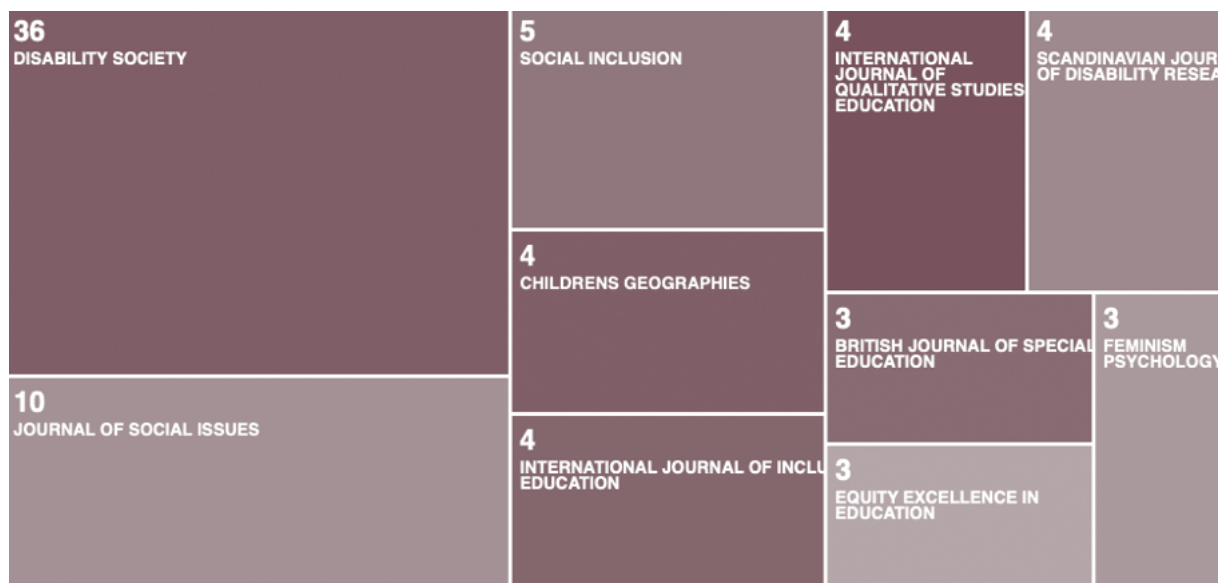 36
DISABILITY SOCIETY
10
JOURNAL OF SOCIAL ISSUES
5
SOCIAL INCLUSION
4
CHILDRENS GEOGRAPHIES
4
INTERNATIONAL JOURNAL OF INCLU
EDUCATION
4
INTERNATIONAL
JOURNAL OF
QUALITATIVE STUDIES
EDUCATION
4
SCANDINAVIAN JOUR
OF DISABILITY RESEA
3
BRITISH JOURNAL OF SPECIAL
EDUCATION
3
FEMINISM
PSYCHOLOGY
3
EQUITY EXCELLENCE IN
EDUCATION